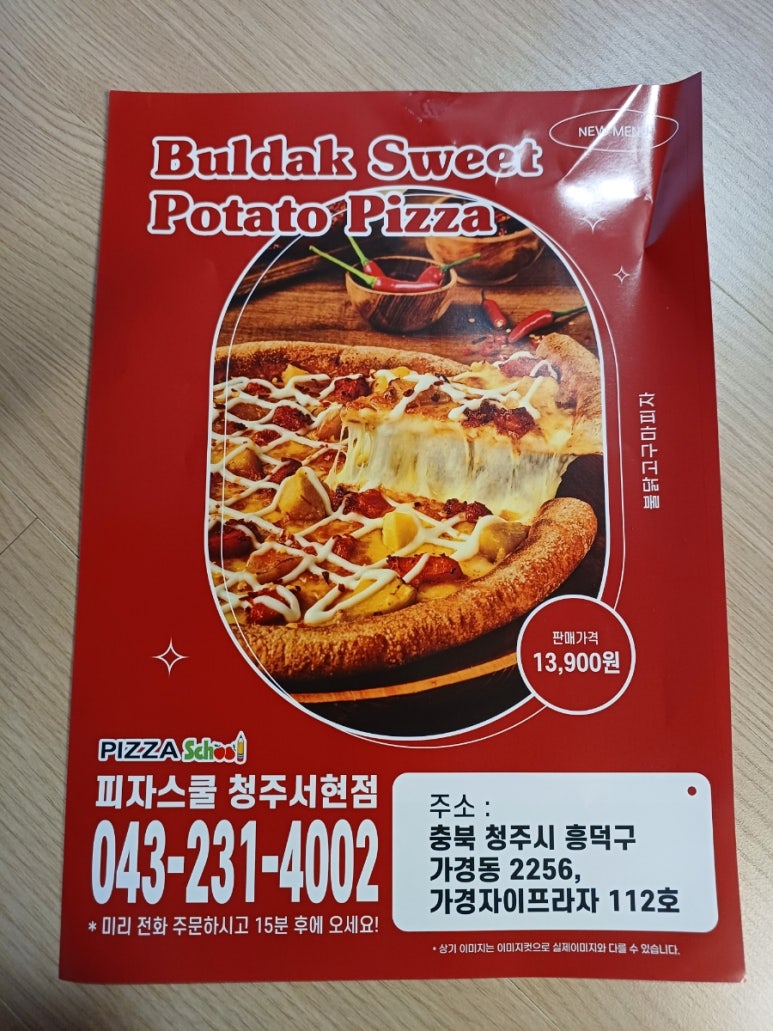 NEW MENU
Buldak Sweet
Potato Pizza
불닭고구마피자
판매가격
13,900원
PIZZA School
피자스쿨 청주서현점
043-231-4002
* 미리 전화 주문하시고 15분 후에 오세요!
주소 :
충북 청주시 흥덕구
가경동 2256,
가경자이프라자 112호
• 상기 이미지는 이미지컷으로 실제이미지와 다를 수 있습니다.